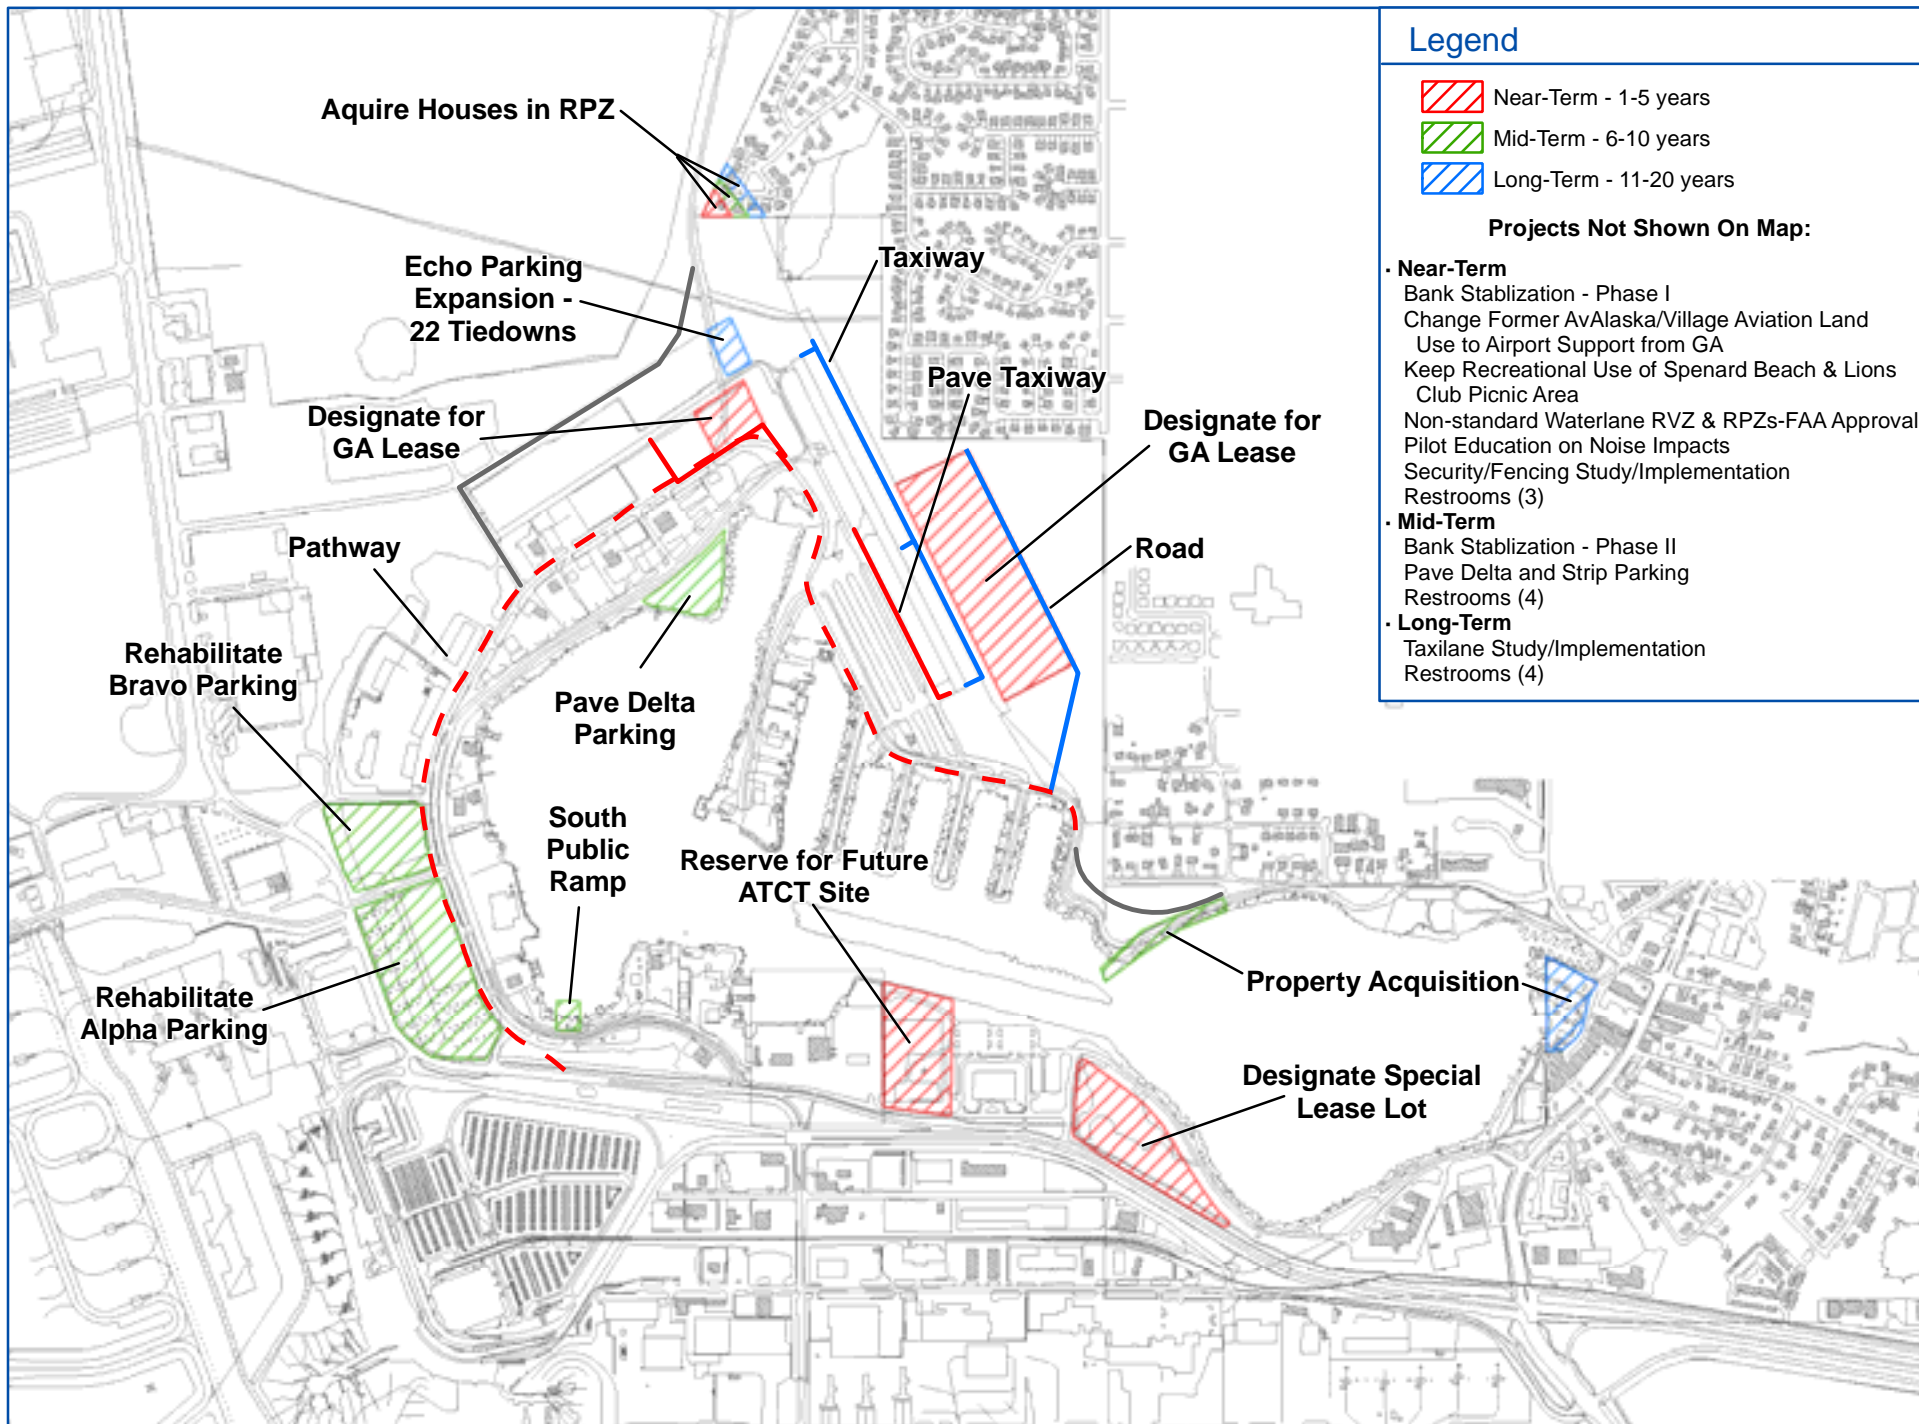 Legend
Near-Term - 1-5 years
Mid-Term - 6-10 years
Long-Term - 11-20 years
Projects Not Shown On Map:
· Near-Term
Bank Stablization - Phase I
Change Former AvAlaska/Village Aviation Land
Use to Airport Support from GA
Keep Recreational Use of Spenard Beach & Lions
Club Picnic Area
Non-standard Waterlane RVZ & RPZs-FAA Approval
Pilot Education on Noise Impacts
Security/Fencing Study/Implementation
Restrooms (3)
· Mid-Term
Bank Stablization - Phase II
Pave Delta and Strip Parking
Restrooms (4)
· Long-Term
Taxilane Study/Implementation
Restrooms (4)
Aquire Houses in RPZ
Echo Parking
Expansion -
22 Tiedowns
Taxiway
Pave Taxiway
Designate for
GA Lease
Designate for
GA Lease
Pathway
Road
Rehabilitate
Bravo Parking
Pave Delta
Parking
South
Public
Ramp
Reserve for Future
ATCT Site
Property Acquisition
Rehabilitate
Alpha Parking
Designate Special
Lease Lot